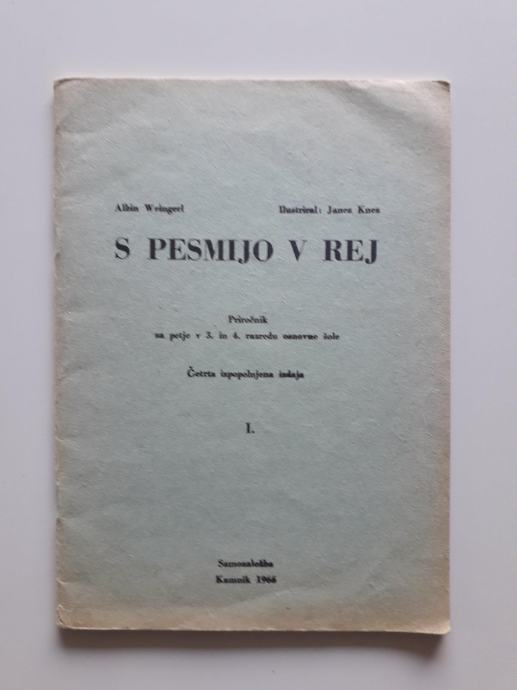 Albin Weingerl Ilustriral: Janez Knez
S PESMIJO V REJ
Priročnik
za petje v 3. in 4. razredu osnovne šole
Četrta izpopolnjena izdaja
I.
Samozaložba
Kamnik 1966